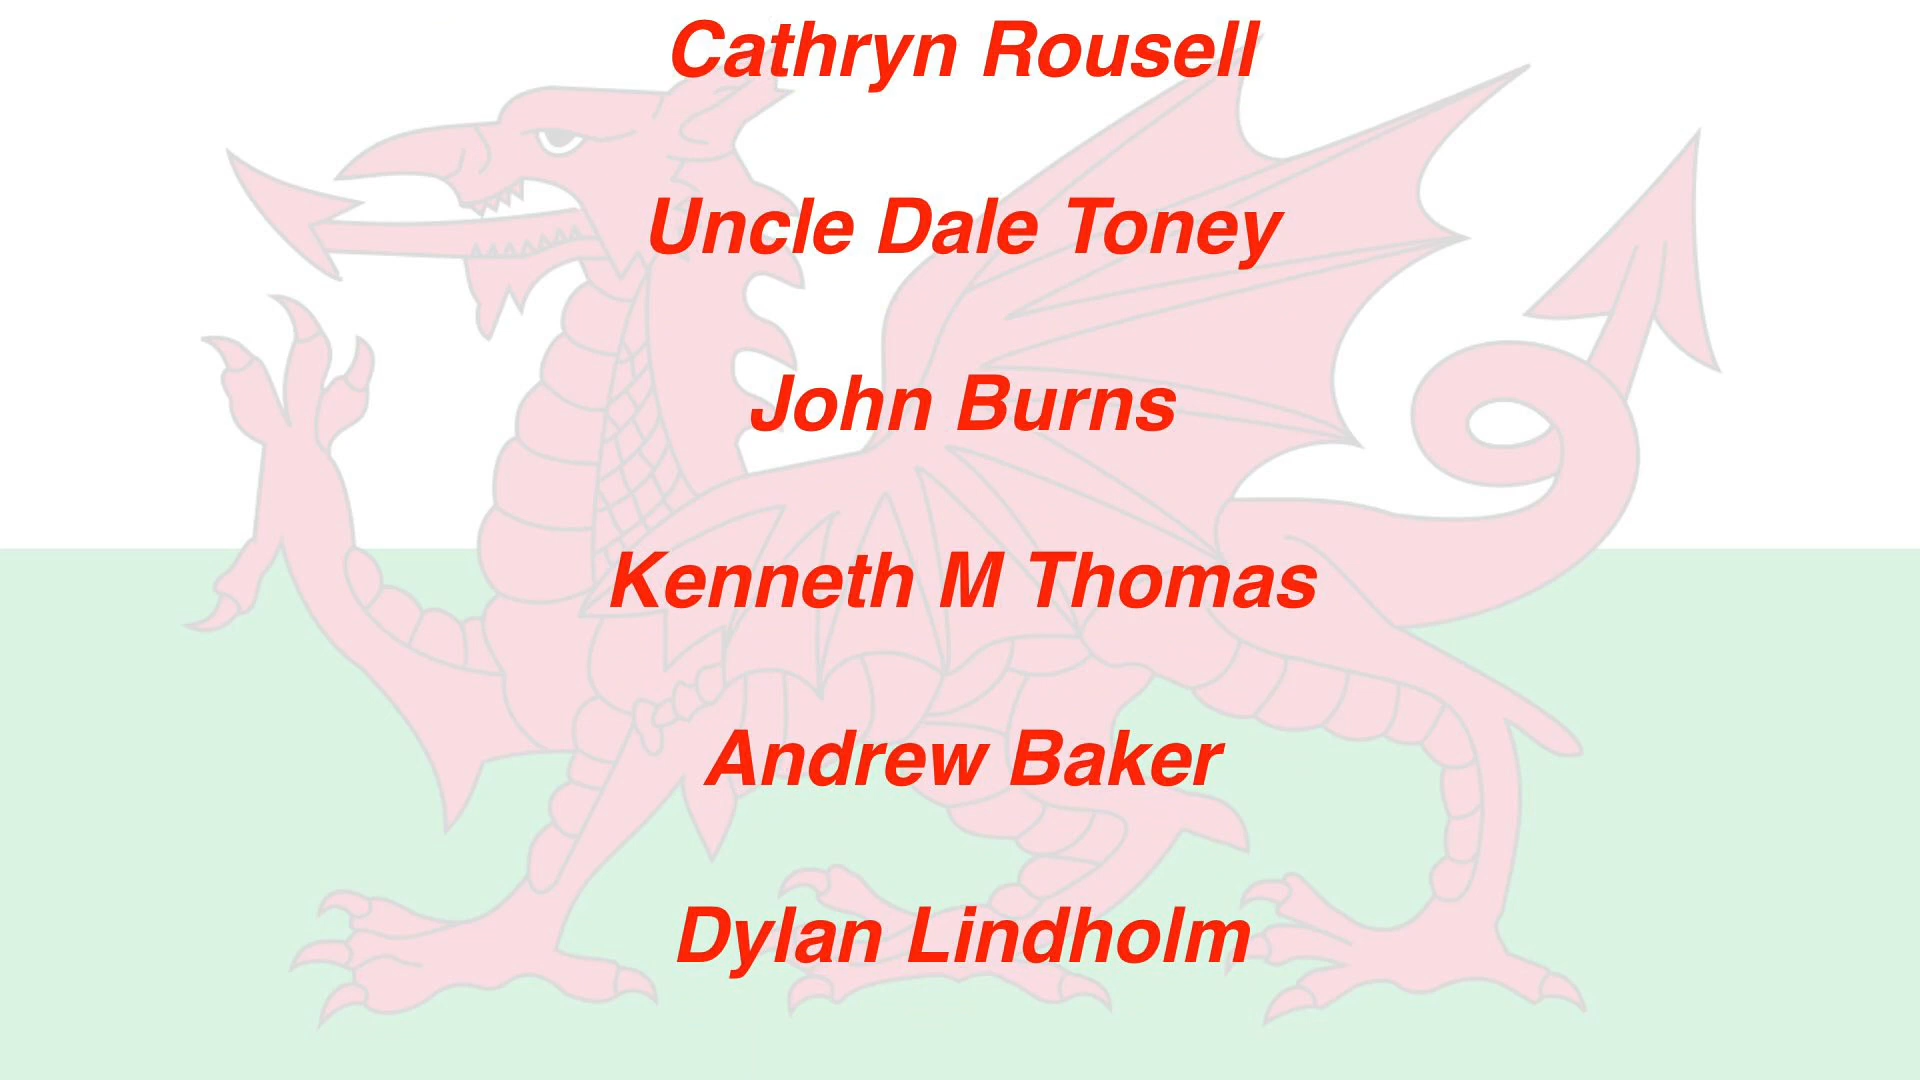 Cathryn Rousell
Uncle Dale Toney
John Burns
Kenneth M Thomas
Andrew Baker
Dylan Lindholm